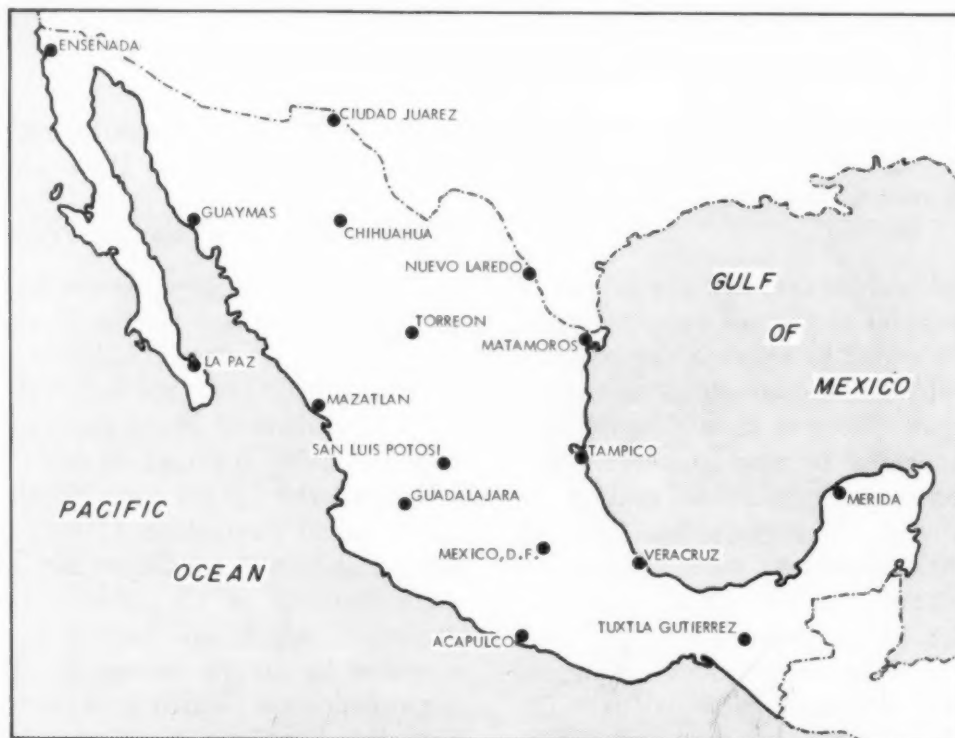 ENSEÑADA
CIUDAD JUAREZ
GUAYMAS
CHIHUAHUA
NUEVO LAREDO
GULF
OF
MEXICO
TORREON
MATAMOROS
LA PAZ
MAZATLAN
SAN LUIS POTOSI
TAMPICO
GUADALAJARA
MERIDA
PACIFIC
OCEAN
MEXICO, D.F.
VERACRUZ
ACAPULCO
TUXTLA GUTIERREZ